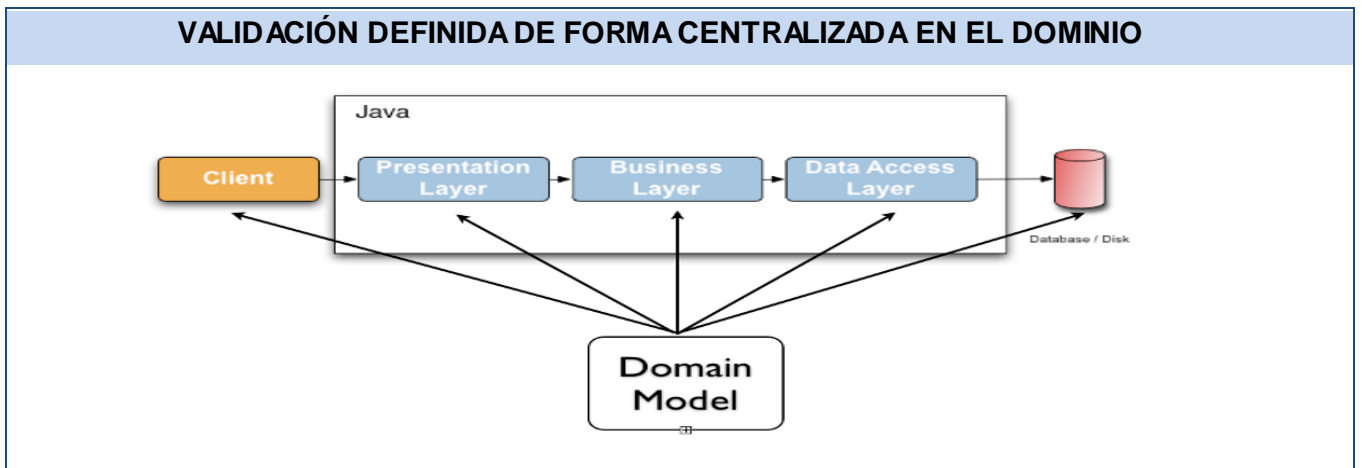 VALIDACIÓN DEFINIDA DE FORMA CENTRALIZADA EN EL DOMINIO
Java
Client
Presentation
Layer
Business
Layer
Data Access
Layer
Database / Disk
Domain
Model